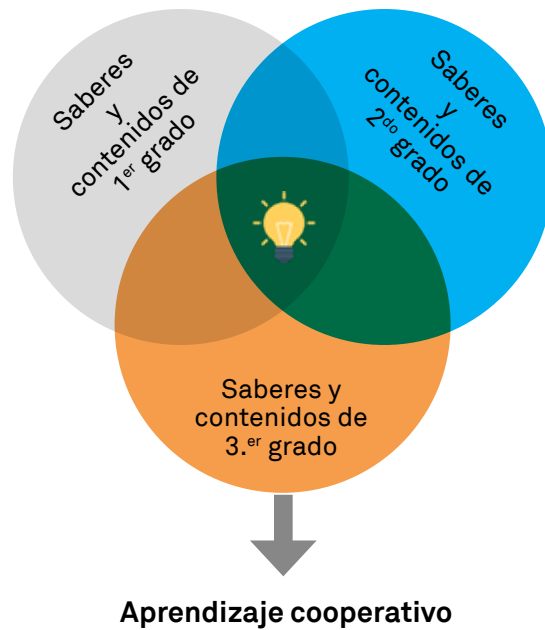 Saberes
y
contenidos de
1er grado
Saberes
y
contenidos de
2do grado
Saberes y
contenidos de
3.er grado
Aprendizaje cooperativo